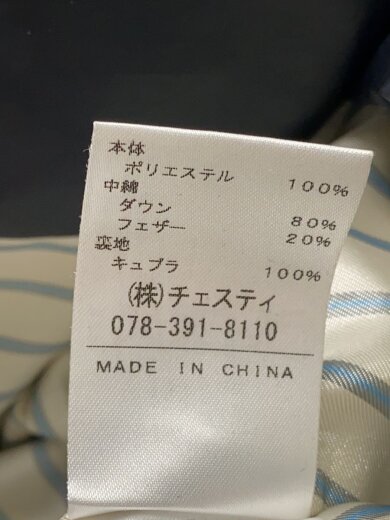 本体
ポリエステル 100%
中綿
ダウン 80%
フェザー 20%
裏地
キュプラ 100%
(株)チェスティ
078-391-8110
MADE IN CHINA